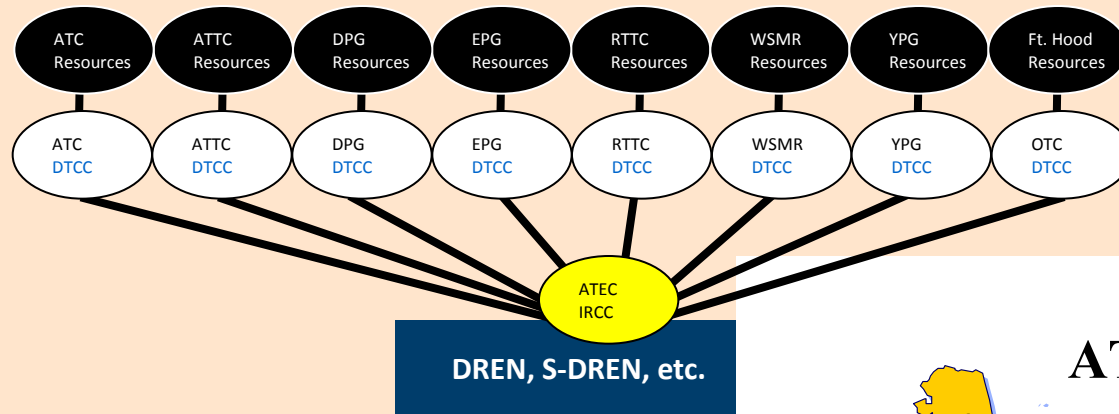 ATC
Resources
ATTC
Resources
DPG
Resources
EPG
Resources
RTTC
Resources
WSMR
Resources
YPG
Resources
Ft. Hood
Resources
ATC
DTCC
ATTC
DTCC
DPG
DTCC
EPG
DTCC
RTTC
DTCC
WSMR
DTCC
YPG
DTCC
OTC
DTCC
ATEC
IRCC
DREN, S-DREN, etc.